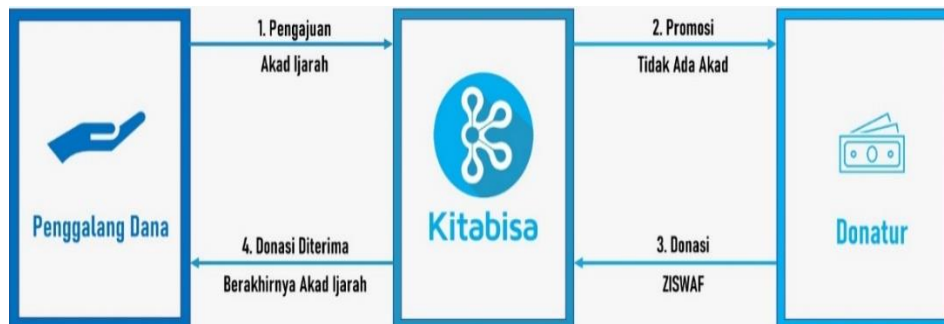 1. Pengajuan
Akad Ijarah
2. Promosi
Tidak Ada Akad
Penggalang Dana
Kitabisa
Donatur
4. Donasi Diterima
Berakhirnya Akad Ijarah
3. Donasi
ZISWAF